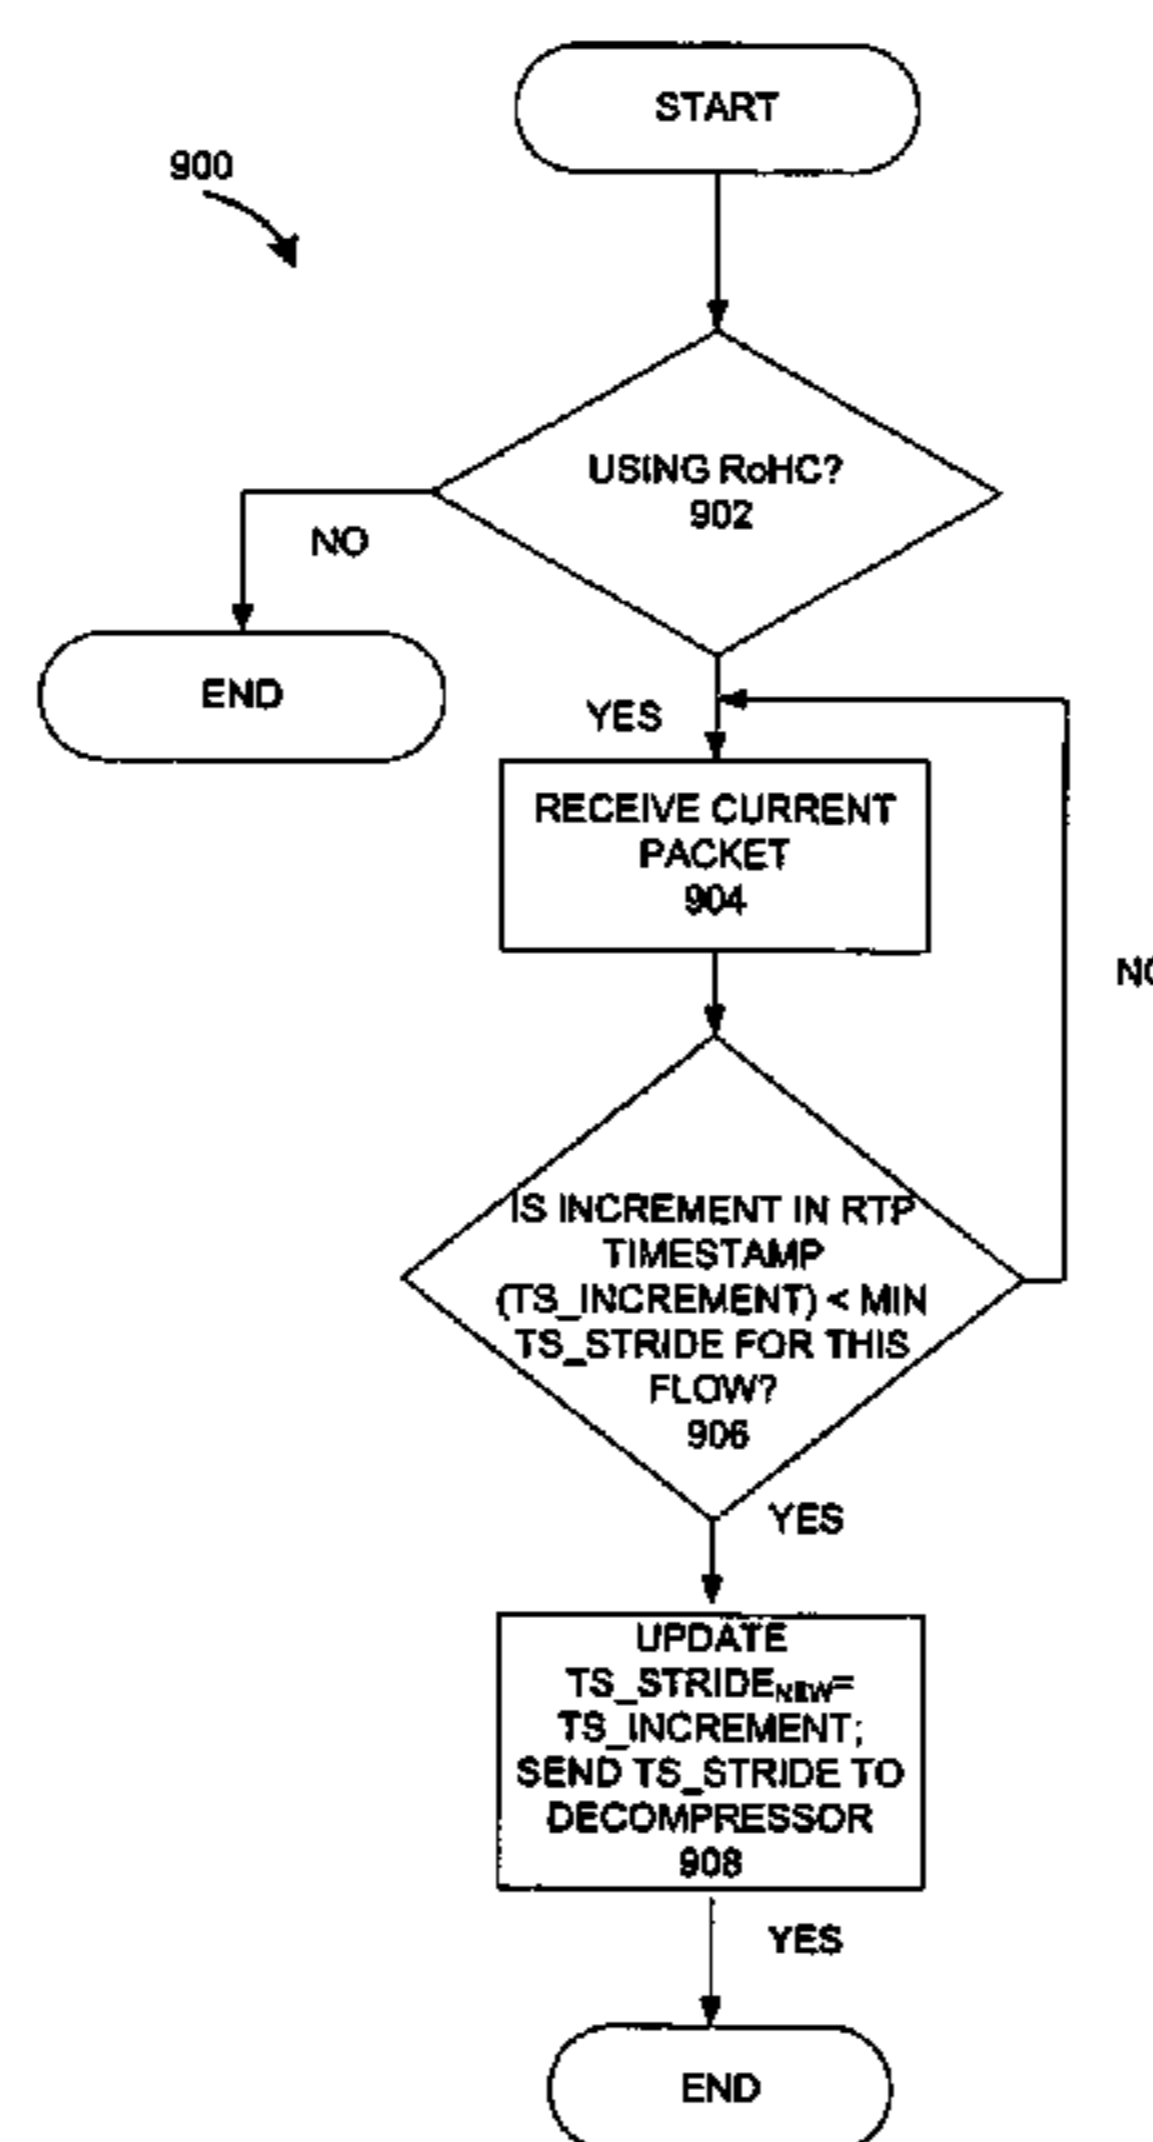 START
900
USING RoHC?
902
NO
END
YES
RECEIVE CURRENT
PACKET
904
NO
IS INCREMENT IN RTP
TIMESTAMP
(TS_INCREMENT) < MIN
TS_STRIDE FOR THIS
FLOW?
906
YES
UPDATE
TS_STRIDENEW=
TS_INCREMENT;
SEND TS_STRIDE TO
DECOMPRESSOR
908
YES
END